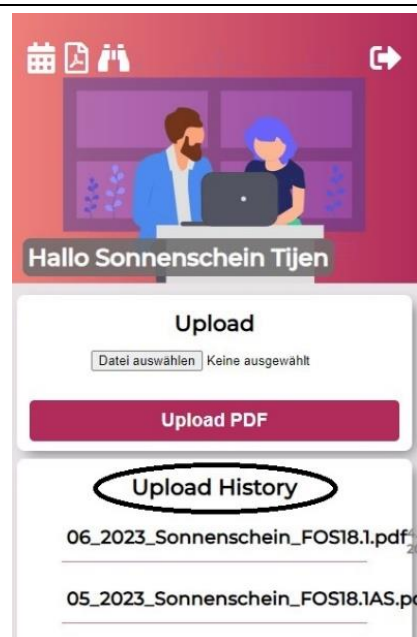 Hallo Sonnenschein Tijen
Upload
Datei auswählen Keine ausgewählt
Upload PDF
Upload History
06_2023_Sonnenschein_FOS18.1.pdf
05_2023_Sonnenschein_FOS18.1AS.p